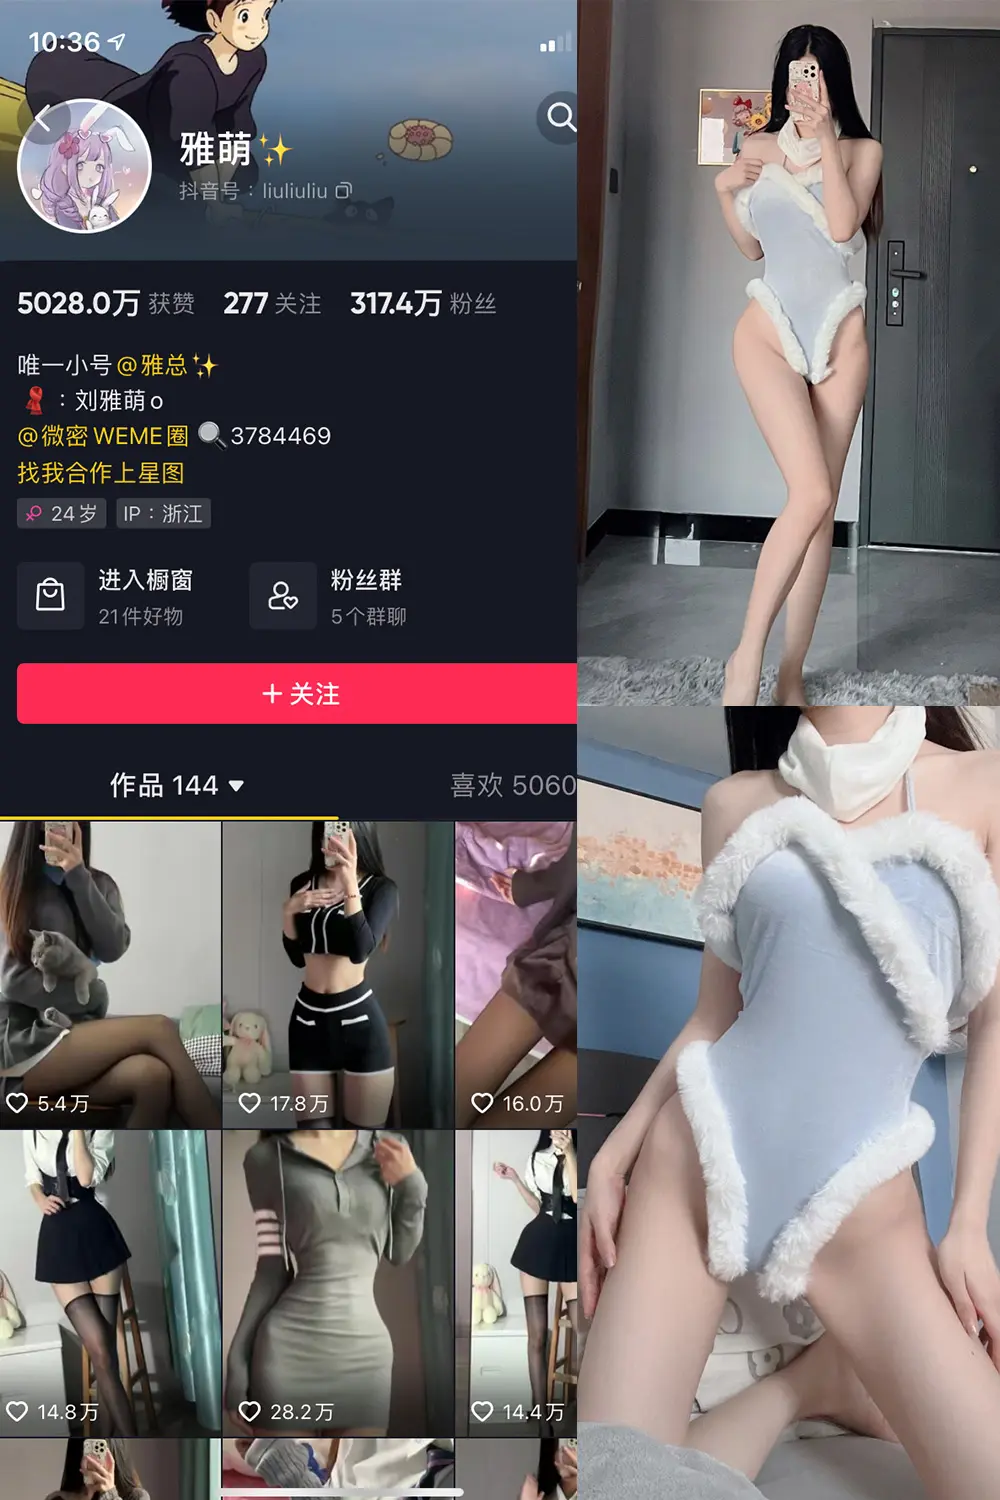 10:36
雅萌✨
抖音号：liuliuliu
5028.0万 获赞 277 关注 317.4万 粉丝
唯一小号@雅总✨
：刘雅萌o
@微密WEME圈 🔍3784469
找我合作上星图
24岁 IP：浙江
进入橱窗
21件好物
粉丝群
5个群聊
+ 关注
作品 144 喜欢 5060
5.4万 17.8万 16.0万
14.8万 28.2万 14.4万